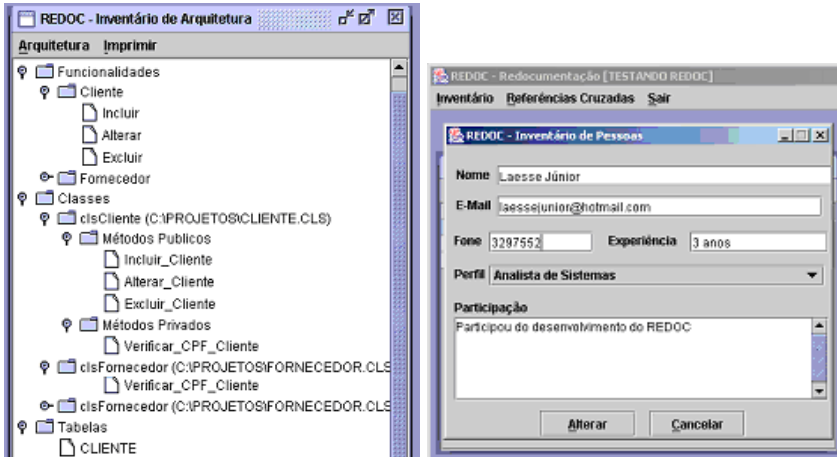 REDOC - Inventário de Arquitetura
Arquitetura Imprimir
Funcionalidades
Cliente
Incluir
Alterar
Excluir
Fornecedor
Classes
clsCliente (C:\PROJETOS\CLIENTE.CLS)
Métodos Publicos
Incluir_Cliente
Alterar_Cliente
Excluir_Cliente
Métodos Privados
Verificar_CPF_Cliente
clsFornecedor (C:\PROJETOS\FORNECEDOR.CLS
Verificar_CPF_Cliente
clsFornecedor (C:\PROJETOS\FORNECEDOR.CLS
Tabelas
CLIENTE
REDOC - Redocumentação [TESTANDO REDOC]
Inventário Referências Cruzadas Sair
REDOC - Inventário de Pessoas
Nome Laesse Júnior
E-Mail laessejunior@hotmail.com
Fone 3297552 Experiência 3 anos
Perfil Analista de Sistemas
Participação
Participou do desenvolvimento do REDOC
Alterar Cancelar